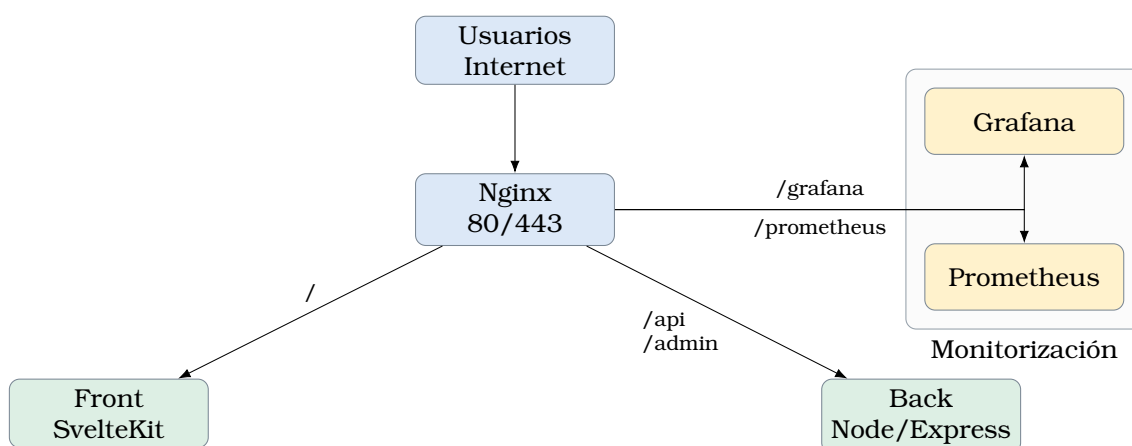 Usuarios
Internet
Grafana
Nginx
80/443
/grafana
/prometheus
Prometheus
/
/api
/admin
Monitorización
Front
SvelteKit
Back
Node/Express